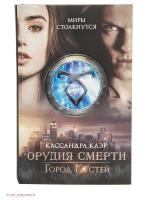 МИРЫ
СТОЛКНУТСЯ
КАССАНДРА КЛЭР
ОРУДИЯ СМЕРТИ
ГОРОД КОСТЕЙ